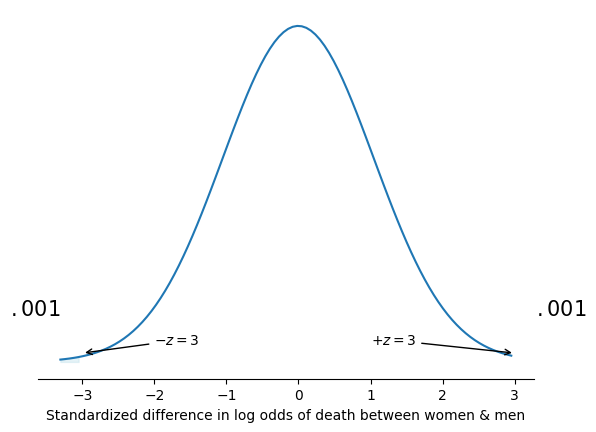 .001
.001
−z = 3
+z = 3
−3 −2 −1 0 1 2 3
Standardized difference in log odds of death between women & men